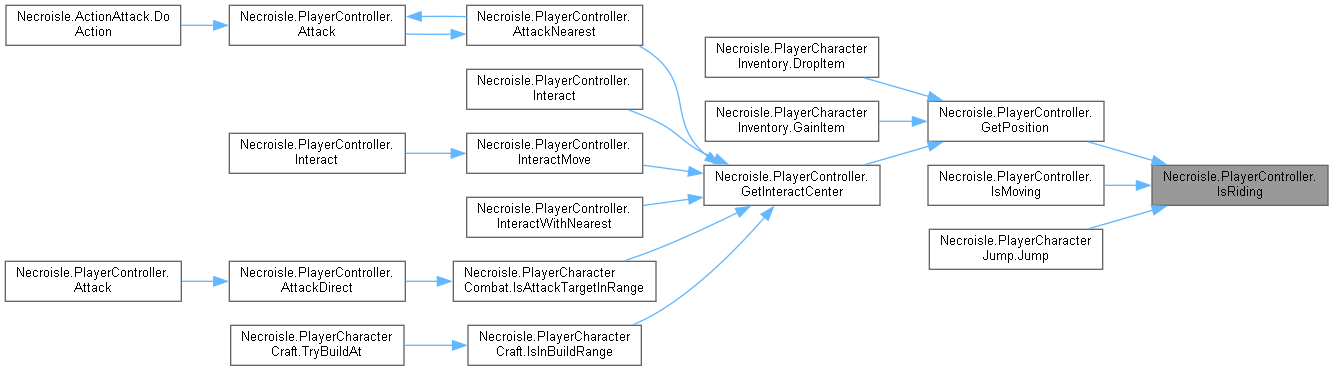 Necroisle.ActionAttack.Do
Action
Necroisle.PlayerController.
Attack
Necroisle.PlayerController.
AttackNearest
Necroisle.PlayerController.
Interact
Necroisle.PlayerController.
Interact
Necroisle.PlayerController.
InteractMove
Necroisle.PlayerController.
InteractWithNearest
Necroisle.PlayerController.
Attack
Necroisle.PlayerController.
AttackDirect
Necroisle.PlayerCharacter
Combat.IsAttackTargetInRange
Necroisle.PlayerCharacter
Craft.TryBuildAt
Necroisle.PlayerCharacter
Craft.IsInBuildRange
Necroisle.PlayerCharacter
Inventory.DropItem
Necroisle.PlayerCharacter
Inventory.GainItem
Necroisle.PlayerController.
GetInteractCenter
Necroisle.PlayerController.
GetPosition
Necroisle.PlayerController.
IsMoving
Necroisle.PlayerCharacter
Jump.Jump
Necroisle.PlayerController.
IsRiding